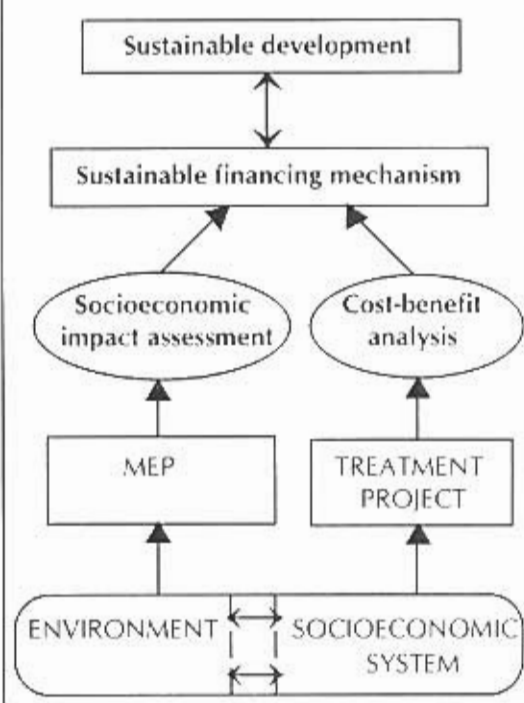 Sustainable development
Sustainable financing mechanism
Socioeconomic
impact assessment
Cost-benefit
analysis
MEP
TREATMENT
PROJECT
ENVIRONMENT
SOCIOECONOMIC
SYSTEM